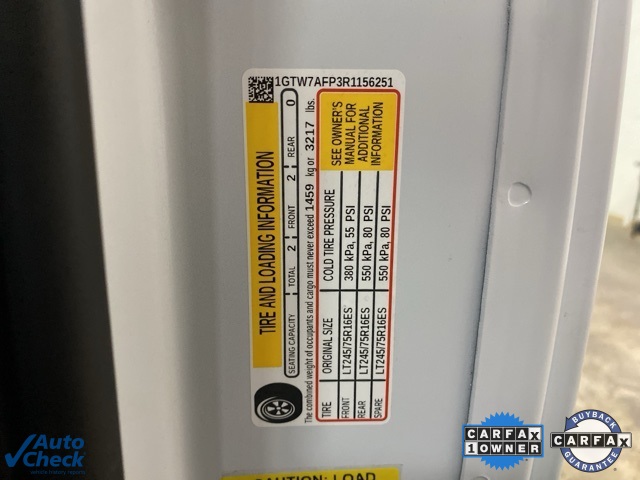 1GTW7AFP3R1156251
TIRE AND LOADING INFORMATION
SEATING CAPACITY TOTAL 2 FRONT 2 REAR 0
The combined weight of occupants and cargo must never exceed 1459 kg or 3217 lbs.
TIRE ORIGINAL SIZE COLD TIRE PRESSURE
FRONT LT245/75R16ES 380 kPa, 55 PSI
REAR LT245/75R16ES 550 kPa, 80 PSI
SPARE LT245/75R16ES 550 kPa, 80 PSI
SEE OWNER'S
MANUAL FOR
ADDITIONAL
INFORMATION
CAUTION: LOAD
Auto
Check
CARFAX
1 OWNER
BUYBACK
CARFAX
GUARANTEE